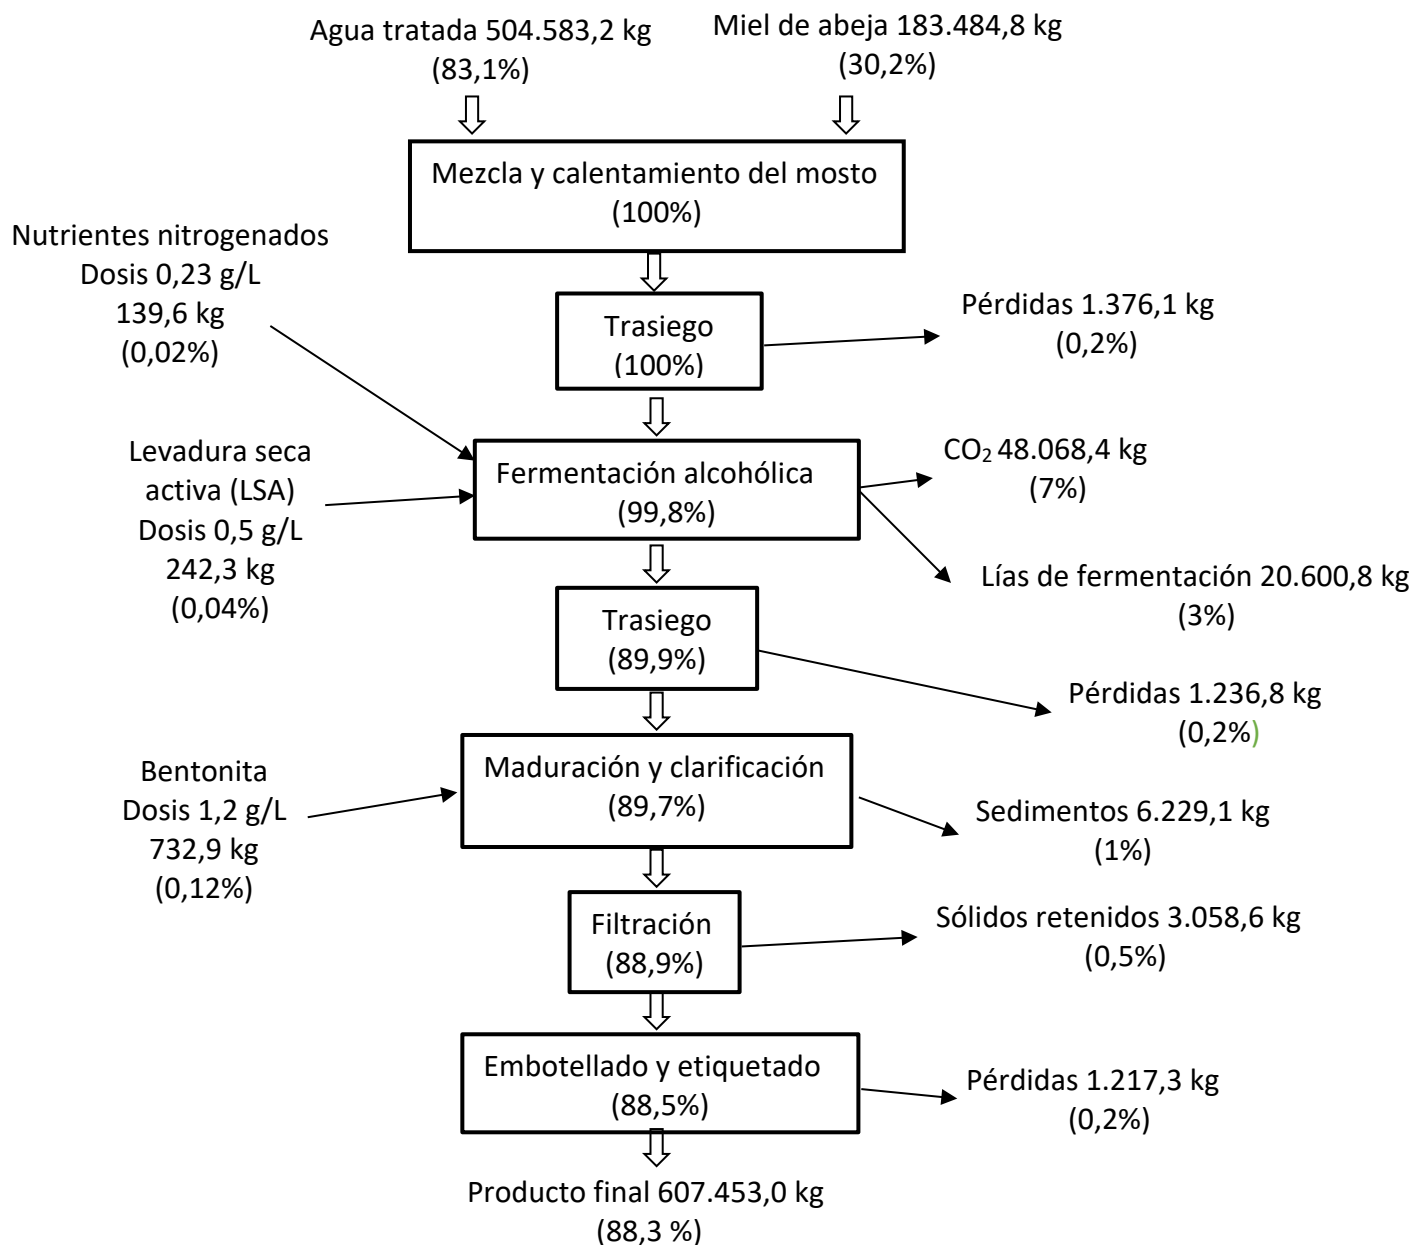 Agua tratada 504.583,2 kg
(83,1%)
Miel de abeja 183.484,8 kg
(30,2%)
Mezcla y calentamiento del mosto
(100%)
Nutrientes nitrogenados
Dosis 0,23 g/L
139,6 kg
(0,02%)
Trasiego
(100%)
Pérdidas 1.376,1 kg
(0,2%)
Levadura seca
activa (LSA)
Dosis 0,5 g/L
242,3 kg
(0,04%)
Fermentación alcohólica
(99,8%)
CO₂ 48.068,4 kg
(7%)
Lías de fermentación 20.600,8 kg
(3%)
Trasiego
(89,9%)
Pérdidas 1.236,8 kg
(0,2%)
Bentonita
Dosis 1,2 g/L
732,9 kg
(0,12%)
Maduración y clarificación
(89,7%)
Sedimentos 6.229,1 kg
(1%)
Filtración
(88,9%)
Sólidos retenidos 3.058,6 kg
(0,5%)
Embotellado y etiquetado
(88,5%)
Pérdidas 1.217,3 kg
(0,2%)
Producto final 607.453,0 kg
(88,3 %)